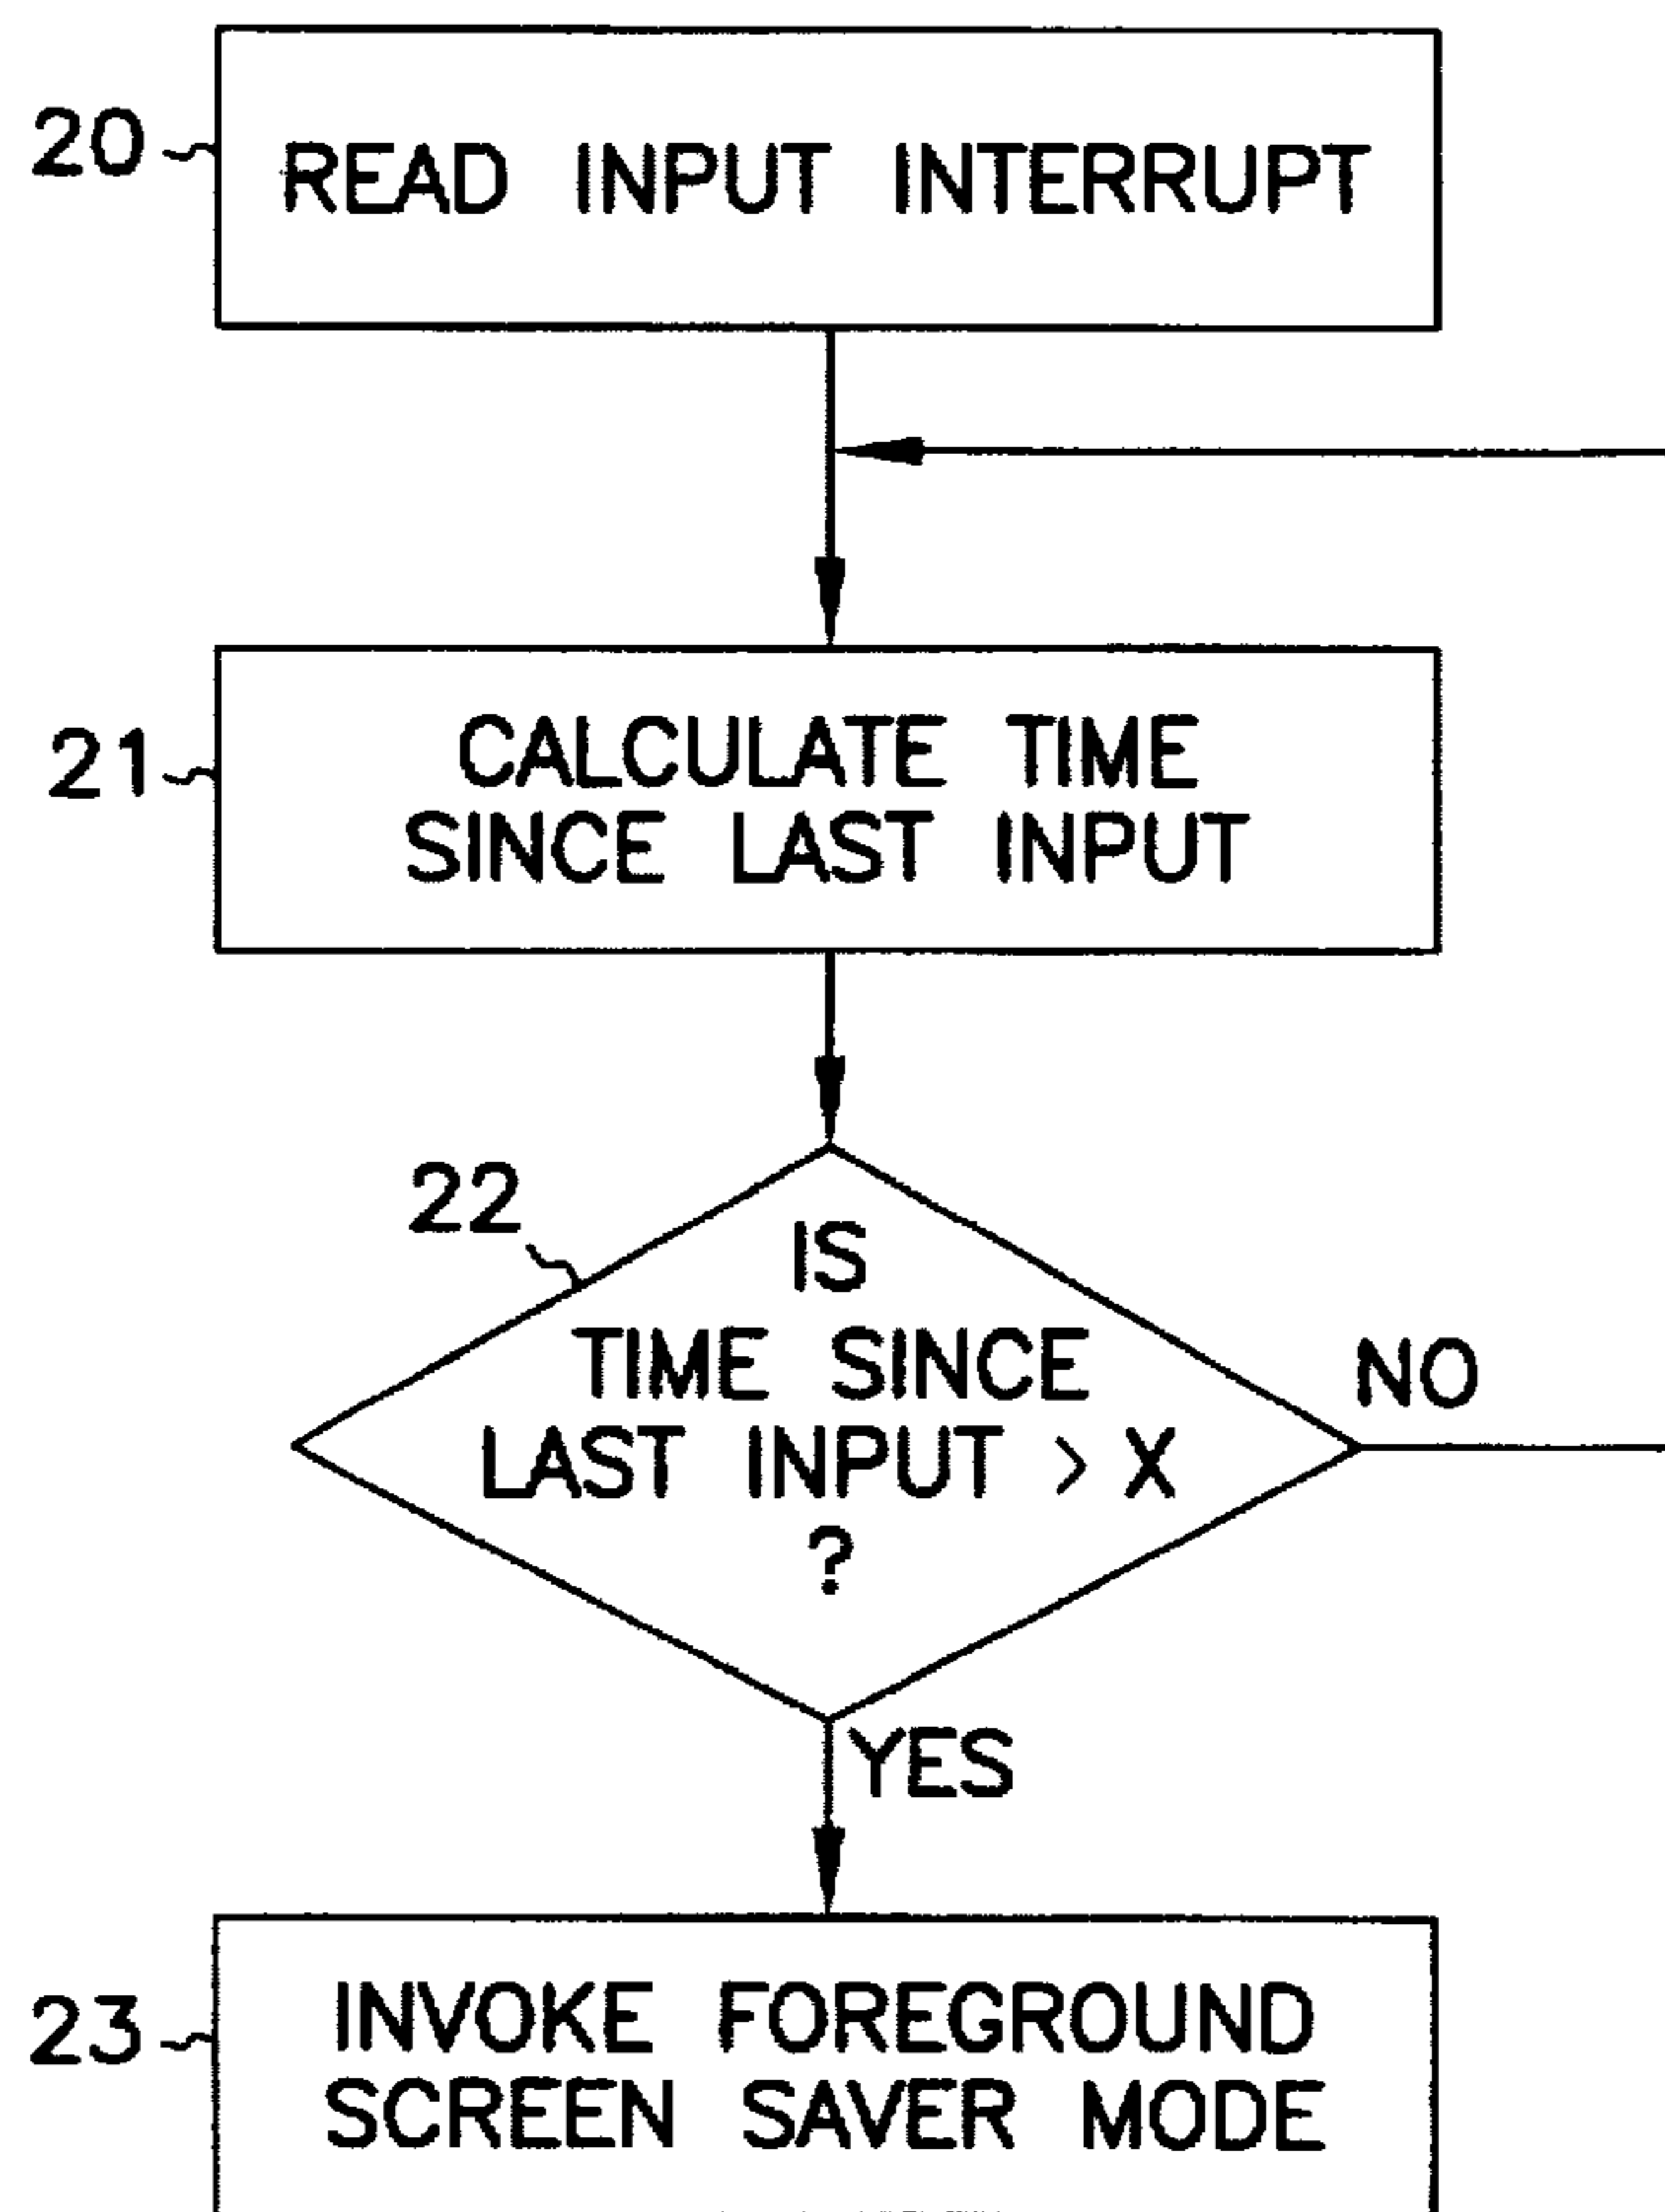 20
READ INPUT INTERRUPT
21
CALCULATE TIME
SINCE LAST INPUT
22
IS
TIME SINCE
LAST INPUT > X
?
NO
YES
23
INVOKE FOREGROUND
SCREEN SAVER MODE